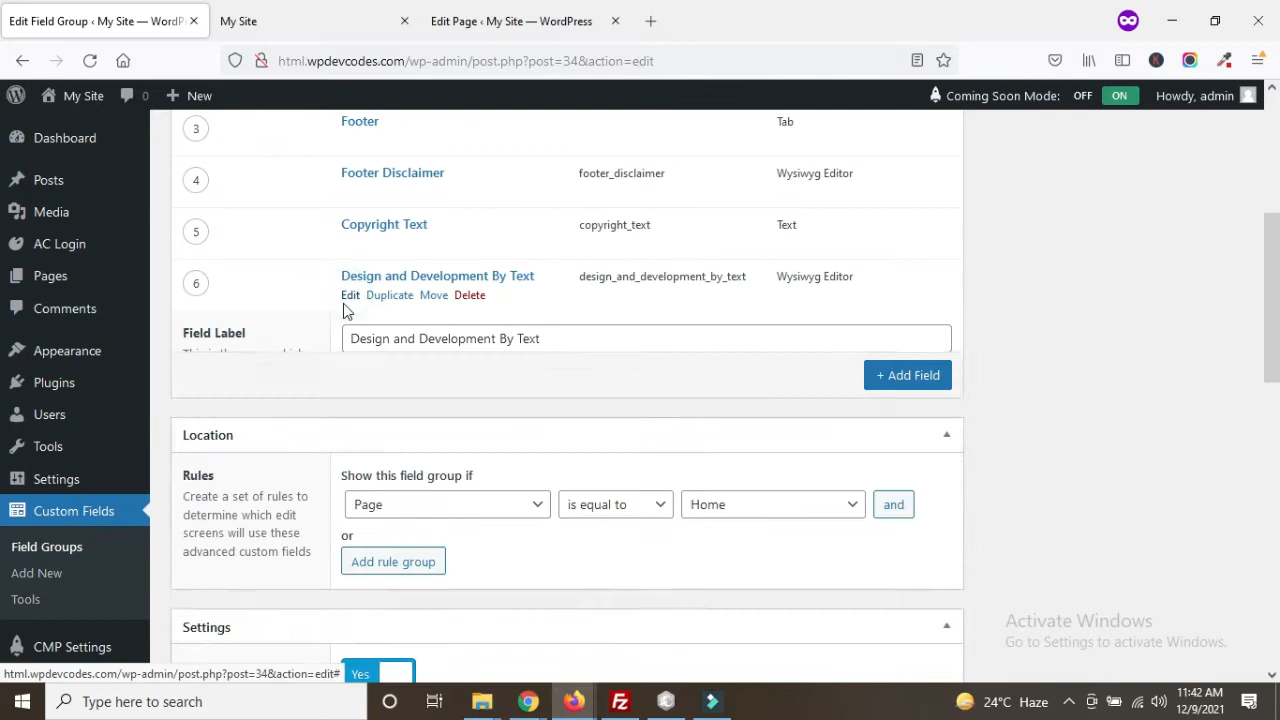 Edit Field Group ‹ My Site — WordPr
My Site
Edit Page ‹ My Site — WordPress
html.wpdevcodes.com/wp-admin/post.php?post=34&action=edit
My Site
0
New
Coming Soon Mode:
OFF
ON
Howdy, admin
Dashboard
Posts
Media
AC Login
Pages
Comments
Appearance
Plugins
Users
Tools
Settings
Custom Fields
Field Groups
Add New
Tools
CMP Settings
3
Footer
Tab
4
Footer Disclaimer
footer_disclaimer
Wysiwyg Editor
5
Copyright Text
copyright_text
Text
6
Design and Development By Text
design_and_development_by_text
Wysiwyg Editor
Edit Duplicate Move Delete
Field Label
Design and Development By Text
+ Add Field
Location
Rules
Create a set of rules to
determine which edit
screens will use these
advanced custom fields
Show this field group if
Page
is equal to
Home
and
or
Add rule group
Settings
Yes
Activate Windows
Go to Settings to activate Windows.
html.wpdevcodes.com/wp-admin/post.php?post=34&action=edit#
Type here to search
24°C Haze
11:42 AM
12/9/2021